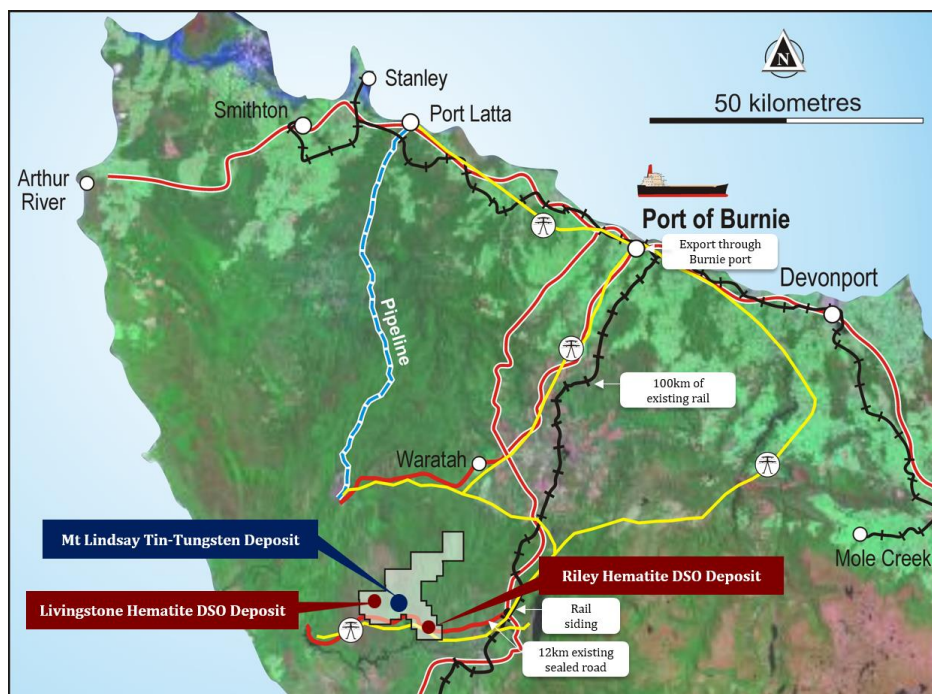 N
50 kilometres
Stanley
Smithton
Port Latta
Arthur
River
Port of Burnie
Export through
Burnie port
Devonport
Pipeline
100km of
existing rail
Waratah
Mt Lindsay Tin-Tungsten Deposit
Mole Creek
Riley Hematite DSO Deposit
Livingstone Hematite DSO Deposit
Rail
siding
12km existing
sealed road